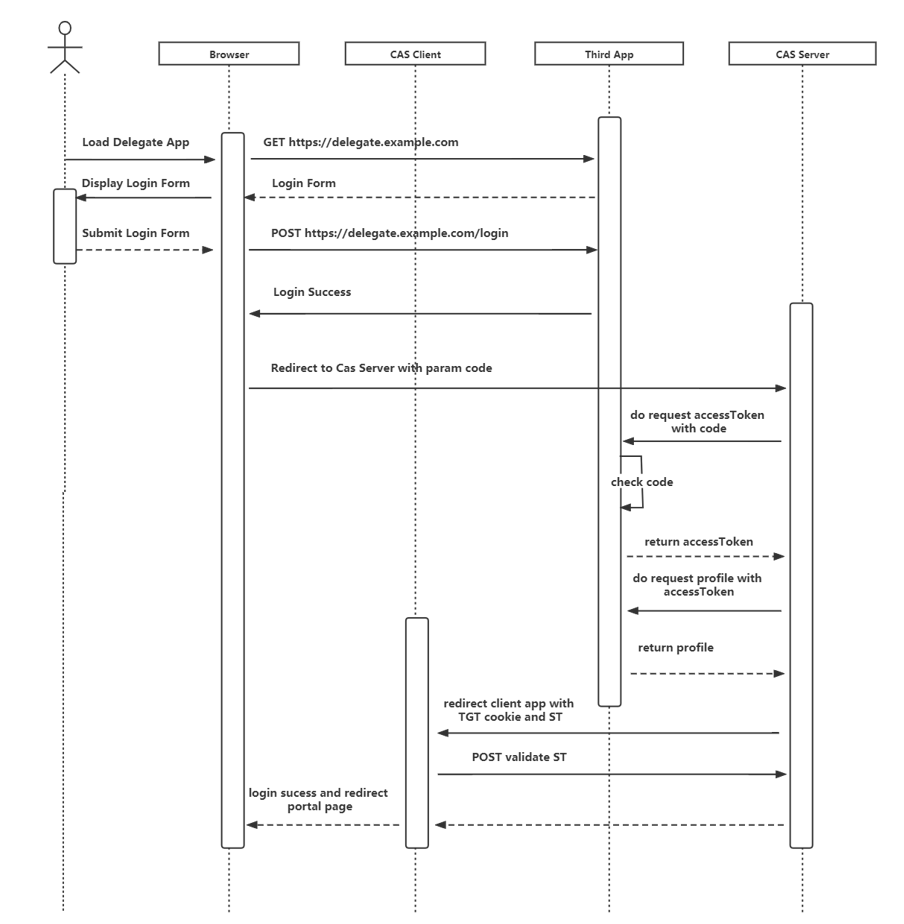 Browser
CAS Client
Third App
CAS Server
Load Delegate App
GET https://delegate.example.com
Display Login Form
Login Form
Submit Login Form
POST https://delegate.example.com/login
Login Success
Redirect to Cas Server with param code
do request accessToken
with code
check code
return accessToken
do request profile with
accessToken
return profile
redirect client app with
TGT cookie and ST
POST validate ST
login sucess and redirect
portal page